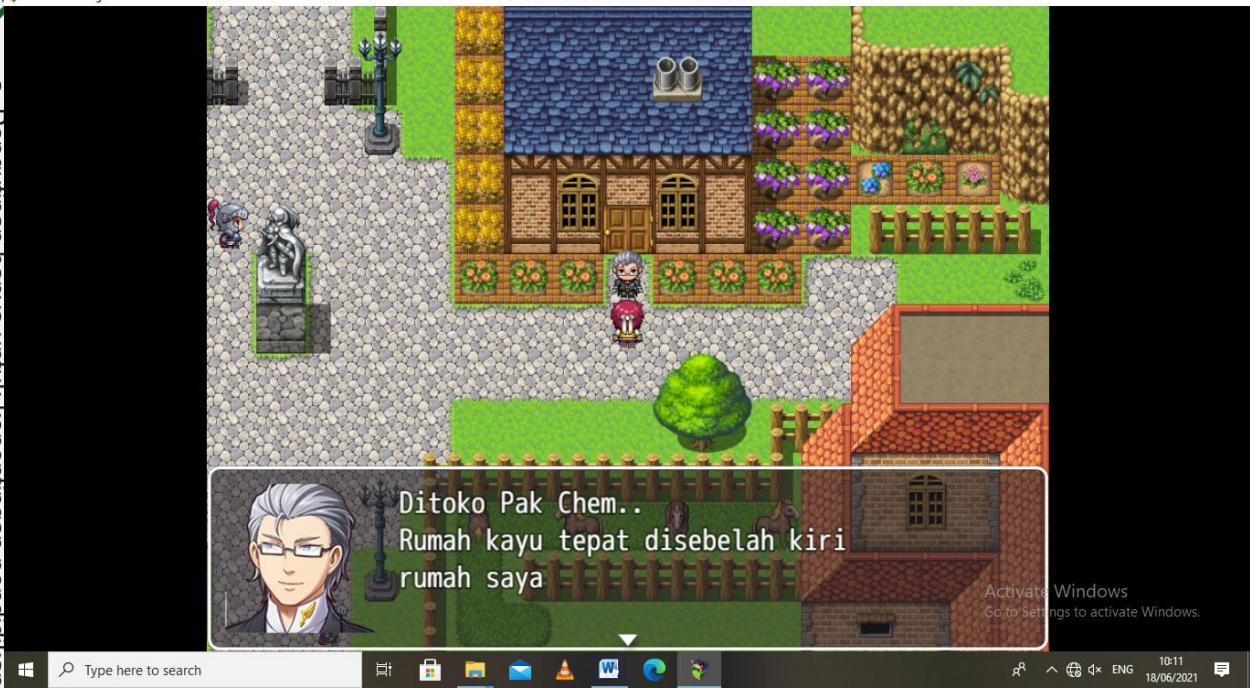 Ditoko Pak Chem..
Rumah kayu tepat disebelah kiri
rumah saya
Activate Windows
Go to Settings to activate Windows.
Type here to search
ENG
10:11
18/06/2021